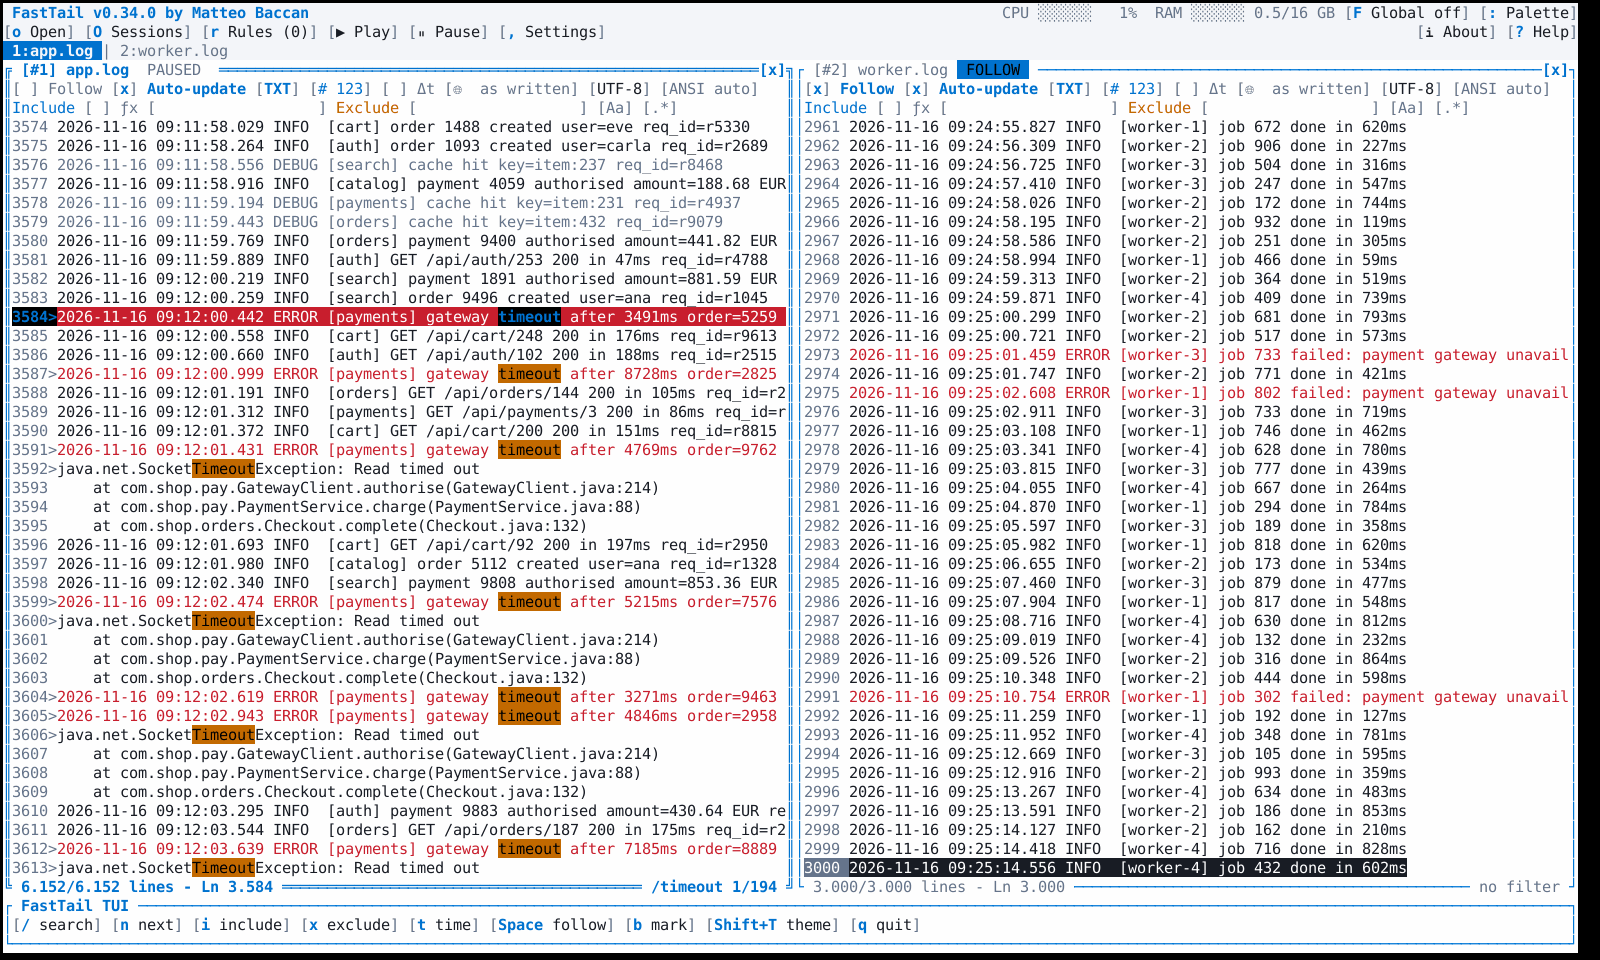 FastTail v0.34.0 by Matteo Baccan CPU 1% RAM 0.5/16 GB [F Global off] [: Palette]
[o Open] [O Sessions] [r Rules (0)] [▶ Play] [⏸ Pause] [, Settings] [i About] [? Help]
1:app.log | 2:worker.log
[#1] app.log PAUSED [x]
[ ] Follow [x] Auto-update [TXT] [# 123] [ ] Δt [⊕ as written] [UTF-8] [ANSI auto]
Include [ ] ƒx [ ] Exclude [ ] [Aa] [.*]
3574 2026-11-16 09:11:58.029 INFO [cart] order 1488 created user=eve req_id=r5330
3575 2026-11-16 09:11:58.264 INFO [auth] order 1093 created user=carla req_id=r2689
3576 2026-11-16 09:11:58.556 DEBUG [search] cache hit key=item:237 req_id=r8468
3577 2026-11-16 09:11:58.916 INFO [catalog] payment 4059 authorised amount=188.68 EUR
3578 2026-11-16 09:11:59.194 DEBUG [payments] cache hit key=item:231 req_id=r4937
3579 2026-11-16 09:11:59.443 DEBUG [orders] cache hit key=item:432 req_id=r9079
3580 2026-11-16 09:11:59.769 INFO [orders] payment 9400 authorised amount=441.82 EUR
3581 2026-11-16 09:11:59.889 INFO [auth] GET /api/auth/253 200 in 47ms req_id=r4788
3582 2026-11-16 09:12:00.219 INFO [search] payment 1891 authorised amount=881.59 EUR
3583 2026-11-16 09:12:00.259 INFO [search] order 9496 created user=ana req_id=r1045
3584>2026-11-16 09:12:00.442 ERROR [payments] gateway timeout after 3491ms order=5259
3585 2026-11-16 09:12:00.558 INFO [cart] GET /api/cart/248 200 in 176ms req_id=r9613
3586 2026-11-16 09:12:00.660 INFO [auth] GET /api/auth/102 200 in 188ms req_id=r2515
3587>2026-11-16 09:12:00.999 ERROR [payments] gateway timeout after 8728ms order=2825
3588 2026-11-16 09:12:01.191 INFO [orders] GET /api/orders/144 200 in 105ms req_id=r2
3589 2026-11-16 09:12:01.312 INFO [payments] GET /api/payments/3 200 in 86ms req_id=r
3590 2026-11-16 09:12:01.372 INFO [cart] GET /api/cart/200 200 in 151ms req_id=r8815
3591>2026-11-16 09:12:01.431 ERROR [payments] gateway timeout after 4769ms order=9762
3592>java.net.SocketTimeoutException: Read timed out
3593 at com.shop.pay.GatewayClient.authorise(GatewayClient.java:214)
3594 at com.shop.pay.PaymentService.charge(PaymentService.java:88)
3595 at com.shop.orders.Checkout.complete(Checkout.java:132)
3596 2026-11-16 09:12:01.693 INFO [cart] GET /api/cart/92 200 in 197ms req_id=r2950
3597 2026-11-16 09:12:01.980 INFO [catalog] order 5112 created user=ana req_id=r1328
3598 2026-11-16 09:12:02.340 INFO [search] payment 9808 authorised amount=853.36 EUR
3599>2026-11-16 09:12:02.474 ERROR [payments] gateway timeout after 5215ms order=7576
3600>java.net.SocketTimeoutException: Read timed out
3601 at com.shop.pay.GatewayClient.authorise(GatewayClient.java:214)
3602 at com.shop.pay.PaymentService.charge(PaymentService.java:88)
3603 at com.shop.orders.Checkout.complete(Checkout.java:132)
3604>2026-11-16 09:12:02.619 ERROR [payments] gateway timeout after 3271ms order=9463
3605>2026-11-16 09:12:02.943 ERROR [payments] gateway timeout after 4846ms order=2958
3606>java.net.SocketTimeoutException: Read timed out
3607 at com.shop.pay.GatewayClient.authorise(GatewayClient.java:214)
3608 at com.shop.pay.PaymentService.charge(PaymentService.java:88)
3609 at com.shop.orders.Checkout.complete(Checkout.java:132)
3610 2026-11-16 09:12:03.295 INFO [auth] payment 9883 authorised amount=430.64 EUR re
3611 2026-11-16 09:12:03.544 INFO [orders] GET /api/orders/187 200 in 175ms req_id=r2
3612>2026-11-16 09:12:03.639 ERROR [payments] gateway timeout after 7185ms order=8889
3613>java.net.SocketTimeoutException: Read timed out
6.152/6.152 lines - Ln 3.584 /timeout 1/194
[#2] worker.log FOLLOW [x]
[x] Follow [x] Auto-update [TXT] [# 123] [ ] Δt [⊕ as written] [UTF-8] [ANSI auto]
Include [ ] ƒx [ ] Exclude [ ] [Aa] [.*]
2961 2026-11-16 09:24:55.827 INFO [worker-1] job 672 done in 620ms
2962 2026-11-16 09:24:56.309 INFO [worker-2] job 906 done in 227ms
2963 2026-11-16 09:24:56.725 INFO [worker-3] job 504 done in 316ms
2964 2026-11-16 09:24:57.410 INFO [worker-3] job 247 done in 547ms
2965 2026-11-16 09:24:58.026 INFO [worker-2] job 172 done in 744ms
2966 2026-11-16 09:24:58.195 INFO [worker-2] job 932 done in 119ms
2967 2026-11-16 09:24:58.586 INFO [worker-2] job 251 done in 305ms
2968 2026-11-16 09:24:58.994 INFO [worker-1] job 466 done in 59ms
2969 2026-11-16 09:24:59.313 INFO [worker-2] job 364 done in 519ms
2970 2026-11-16 09:24:59.871 INFO [worker-4] job 409 done in 739ms
2971 2026-11-16 09:25:00.299 INFO [worker-2] job 681 done in 793ms
2972 2026-11-16 09:25:00.721 INFO [worker-2] job 517 done in 573ms
2973 2026-11-16 09:25:01.459 ERROR [worker-3] job 733 failed: payment gateway unavail
2974 2026-11-16 09:25:01.747 INFO [worker-2] job 771 done in 421ms
2975 2026-11-16 09:25:02.608 ERROR [worker-1] job 802 failed: payment gateway unavail
2976 2026-11-16 09:25:02.911 INFO [worker-3] job 733 done in 719ms
2977 2026-11-16 09:25:03.108 INFO [worker-1] job 746 done in 462ms
2978 2026-11-16 09:25:03.341 INFO [worker-4] job 628 done in 780ms
2979 2026-11-16 09:25:03.815 INFO [worker-3] job 777 done in 439ms
2980 2026-11-16 09:25:04.055 INFO [worker-4] job 667 done in 264ms
2981 2026-11-16 09:25:04.870 INFO [worker-1] job 294 done in 784ms
2982 2026-11-16 09:25:05.597 INFO [worker-3] job 189 done in 358ms
2983 2026-11-16 09:25:05.982 INFO [worker-1] job 818 done in 620ms
2984 2026-11-16 09:25:06.655 INFO [worker-2] job 173 done in 534ms
2985 2026-11-16 09:25:07.460 INFO [worker-3] job 879 done in 477ms
2986 2026-11-16 09:25:07.904 INFO [worker-1] job 817 done in 548ms
2987 2026-11-16 09:25:08.716 INFO [worker-4] job 630 done in 812ms
2988 2026-11-16 09:25:09.019 INFO [worker-4] job 132 done in 232ms
2989 2026-11-16 09:25:09.526 INFO [worker-2] job 316 done in 864ms
2990 2026-11-16 09:25:10.348 INFO [worker-2] job 444 done in 598ms
2991 2026-11-16 09:25:10.754 ERROR [worker-1] job 302 failed: payment gateway unavail
2992 2026-11-16 09:25:11.259 INFO [worker-1] job 192 done in 127ms
2993 2026-11-16 09:25:11.952 INFO [worker-4] job 348 done in 781ms
2994 2026-11-16 09:25:12.669 INFO [worker-3] job 105 done in 595ms
2995 2026-11-16 09:25:12.916 INFO [worker-2] job 993 done in 359ms
2996 2026-11-16 09:25:13.267 INFO [worker-4] job 634 done in 483ms
2997 2026-11-16 09:25:13.591 INFO [worker-2] job 186 done in 853ms
2998 2026-11-16 09:25:14.127 INFO [worker-2] job 162 done in 210ms
2999 2026-11-16 09:25:14.418 INFO [worker-4] job 716 done in 828ms
3000 2026-11-16 09:25:14.556 INFO [worker-4] job 432 done in 602ms
3.000/3.000 lines - Ln 3.000 no filter
FastTail TUI
[/ search] [n next] [i include] [x exclude] [t time] [Space follow] [b mark] [Shift+T theme] [q quit]